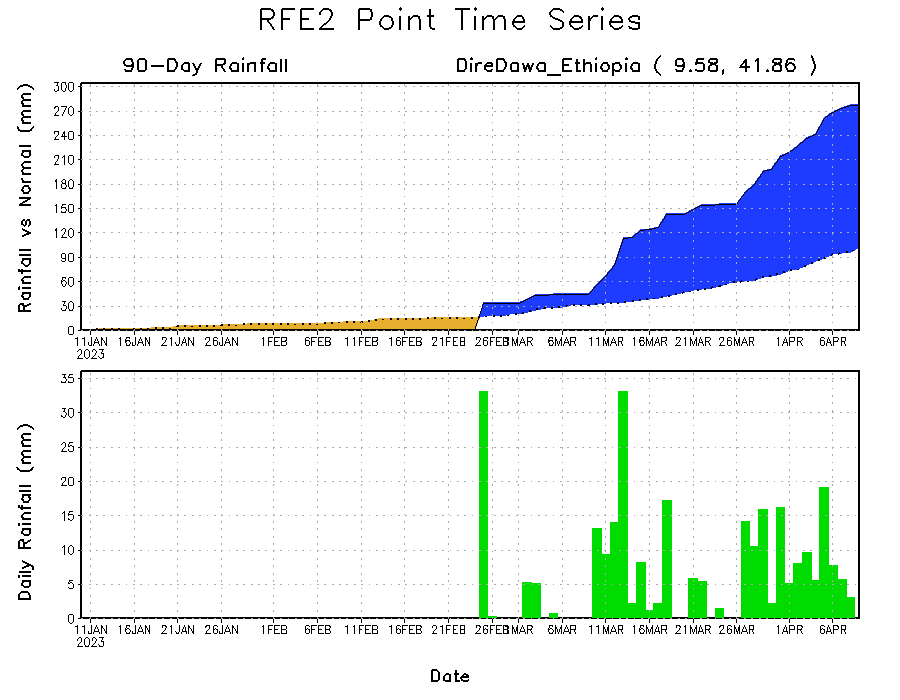 RFE2 Point Time Series
90-Day Rainfall
DireDawa_Ethiopia ( 9.58, 41.86 )
Rainfall vs Normal (mm)
300
270
240
210
180
150
120
90
60
30
0
11JAN 16JAN 21JAN 26JAN 1FEB 6FEB 11FEB 16FEB 21FEB 26FEB 1MAR 6MAR 11MAR 16MAR 21MAR 26MAR 1APR 6APR
2023
Daily Rainfall (mm)
35
30
25
20
15
10
5
0
11JAN 16JAN 21JAN 26JAN 1FEB 6FEB 11FEB 16FEB 21FEB 26FEB 1MAR 6MAR 11MAR 16MAR 21MAR 26MAR 1APR 6APR
2023
Date